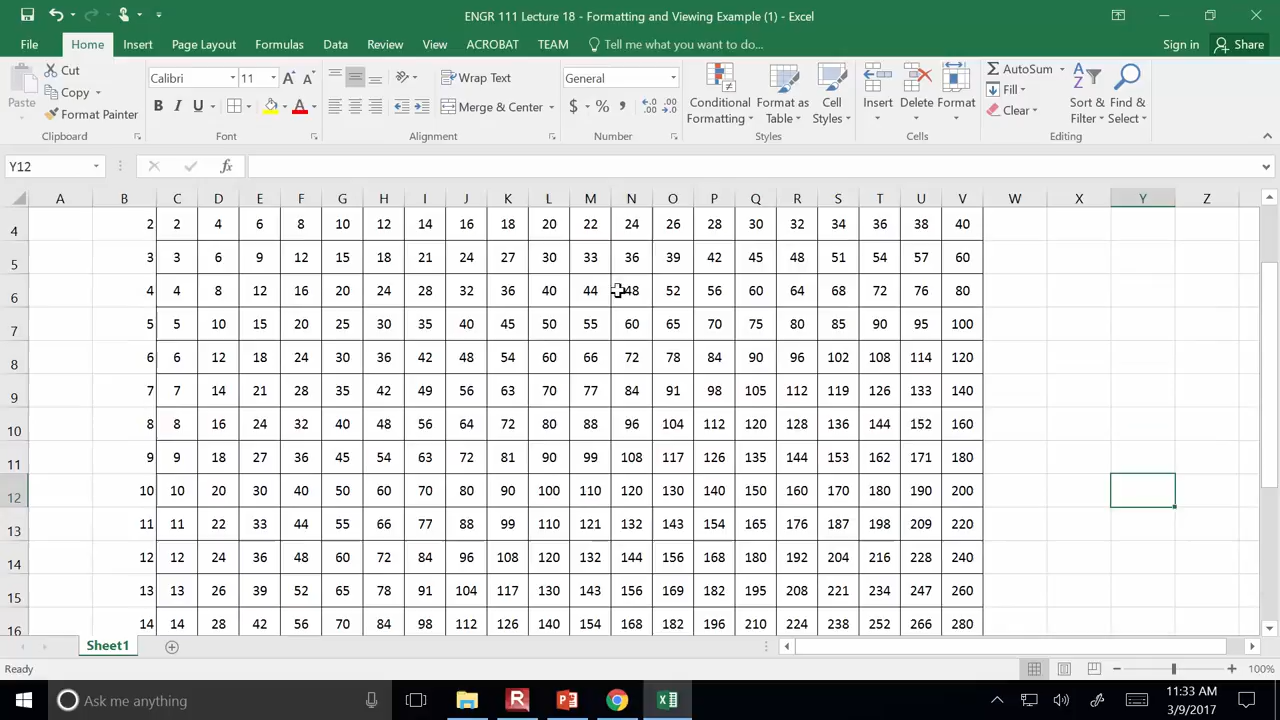 ENGR 111 Lecture 18 - Formatting and Viewing Example (1) - Excel
File Home Insert Page Layout Formulas Data Review View ACROBAT TEAM Tell me what you want to do... Sign in Share
Paste Cut Copy Format Painter
Clipboard
Calibri 11
B I U A
Font
Wrap Text
Merge & Center
Alignment
General
$ % ,
Number
Conditional Formatting Format as Table Cell Styles
Styles
Insert Delete Format
Cells
AutoSum
Fill
Clear
Sort & Filter Find & Select
Editing
Y12 fx
A B C D E F G H I J K L M N O P Q R S T U V W X Y Z
4 2 2 4 6 8 10 12 14 16 18 20 22 24 26 28 30 32 34 36 38 40
5 3 3 6 9 12 15 18 21 24 27 30 33 36 39 42 45 48 51 54 57 60
6 4 4 8 12 16 20 24 28 32 36 40 44 48 52 56 60 64 68 72 76 80
7 5 5 10 15 20 25 30 35 40 45 50 55 60 65 70 75 80 85 90 95 100
8 6 6 12 18 24 30 36 42 48 54 60 66 72 78 84 90 96 102 108 114 120
9 7 7 14 21 28 35 42 49 56 63 70 77 84 91 98 105 112 119 126 133 140
10 8 8 16 24 32 40 48 56 64 72 80 88 96 104 112 120 128 136 144 152 160
11 9 9 18 27 36 45 54 63 72 81 90 99 108 117 126 135 144 153 162 171 180
12 10 10 20 30 40 50 60 70 80 90 100 110 120 130 140 150 160 170 180 190 200
13 11 11 22 33 44 55 66 77 88 99 110 121 132 143 154 165 176 187 198 209 220
14 12 12 24 36 48 60 72 84 96 108 120 132 144 156 168 180 192 204 216 228 240
15 13 13 26 39 52 65 78 91 104 117 130 143 156 169 182 195 208 221 234 247 260
16 14 14 28 42 56 70 84 98 112 126 140 154 168 182 196 210 224 238 252 266 280
Sheet1
Ready 100%
Ask me anything 11:33 AM
3/9/2017